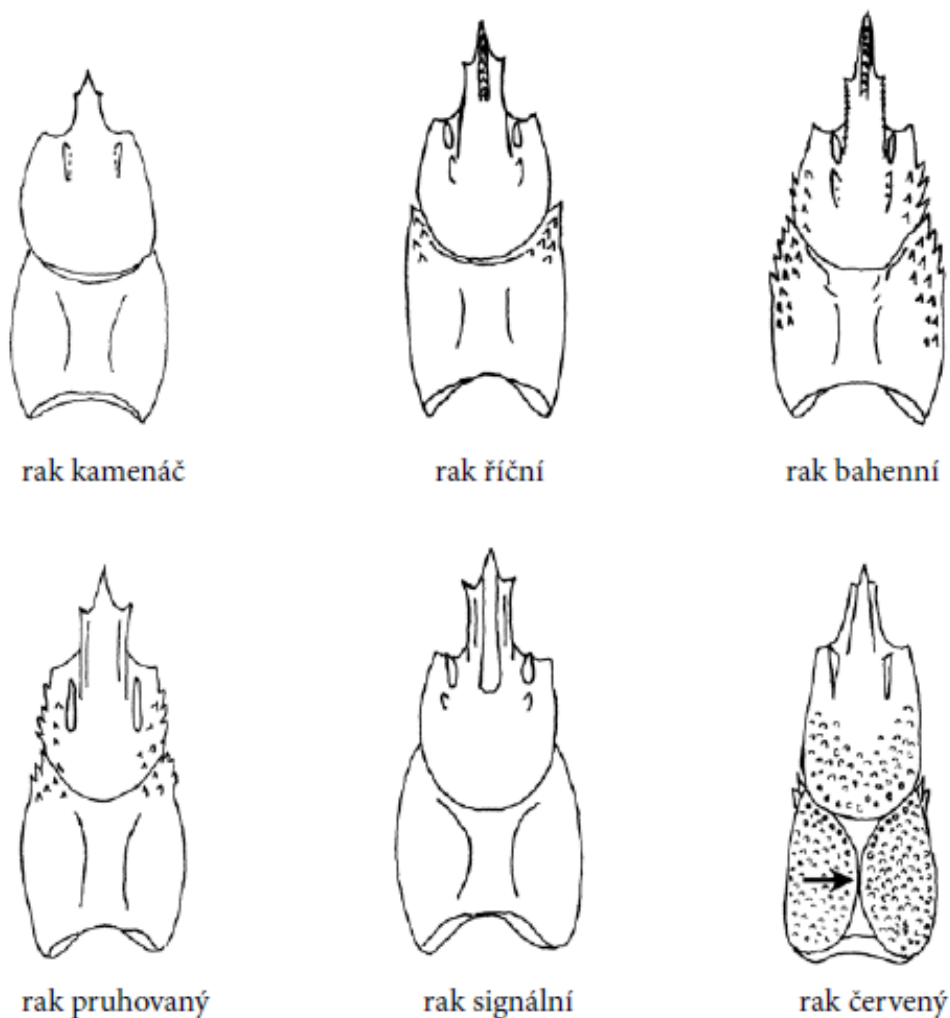 rak kamenáč
rak říční
rak bahenní
rak pruhovaný
rak signální
rak červený